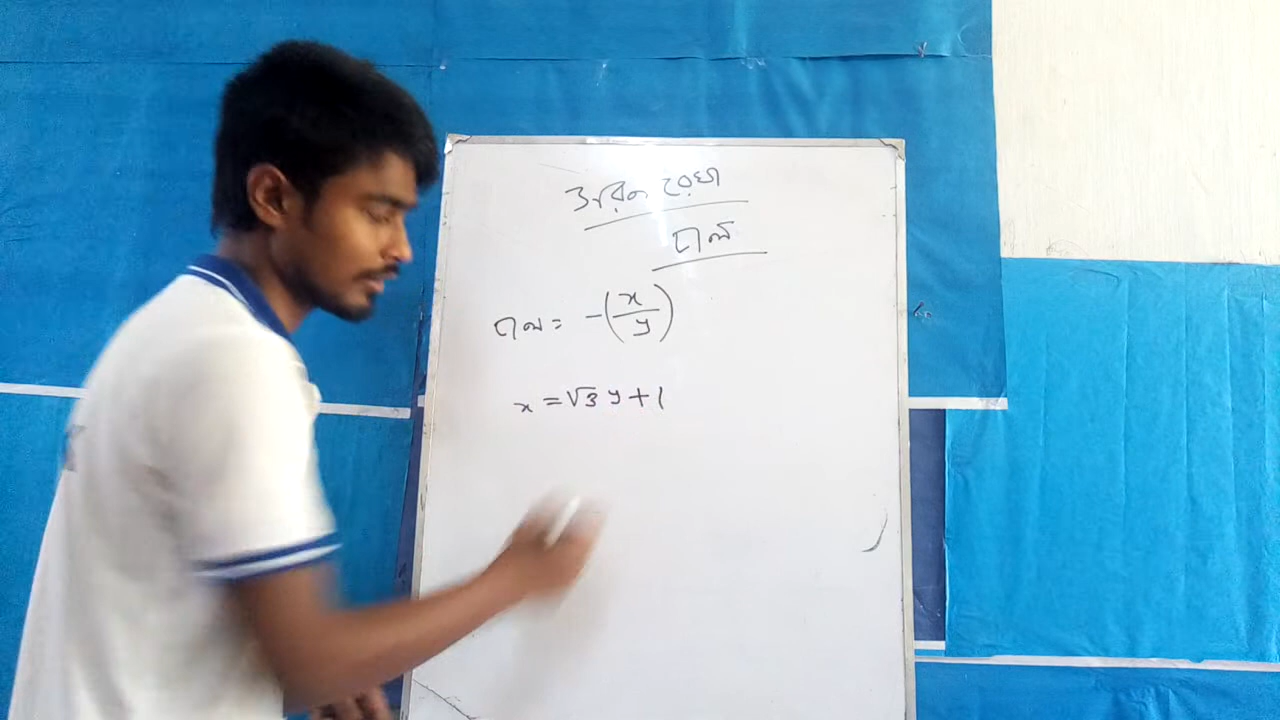 সরল রেখা
ঢাল
ঢাল = -(x/y)
x = √3 y + 1